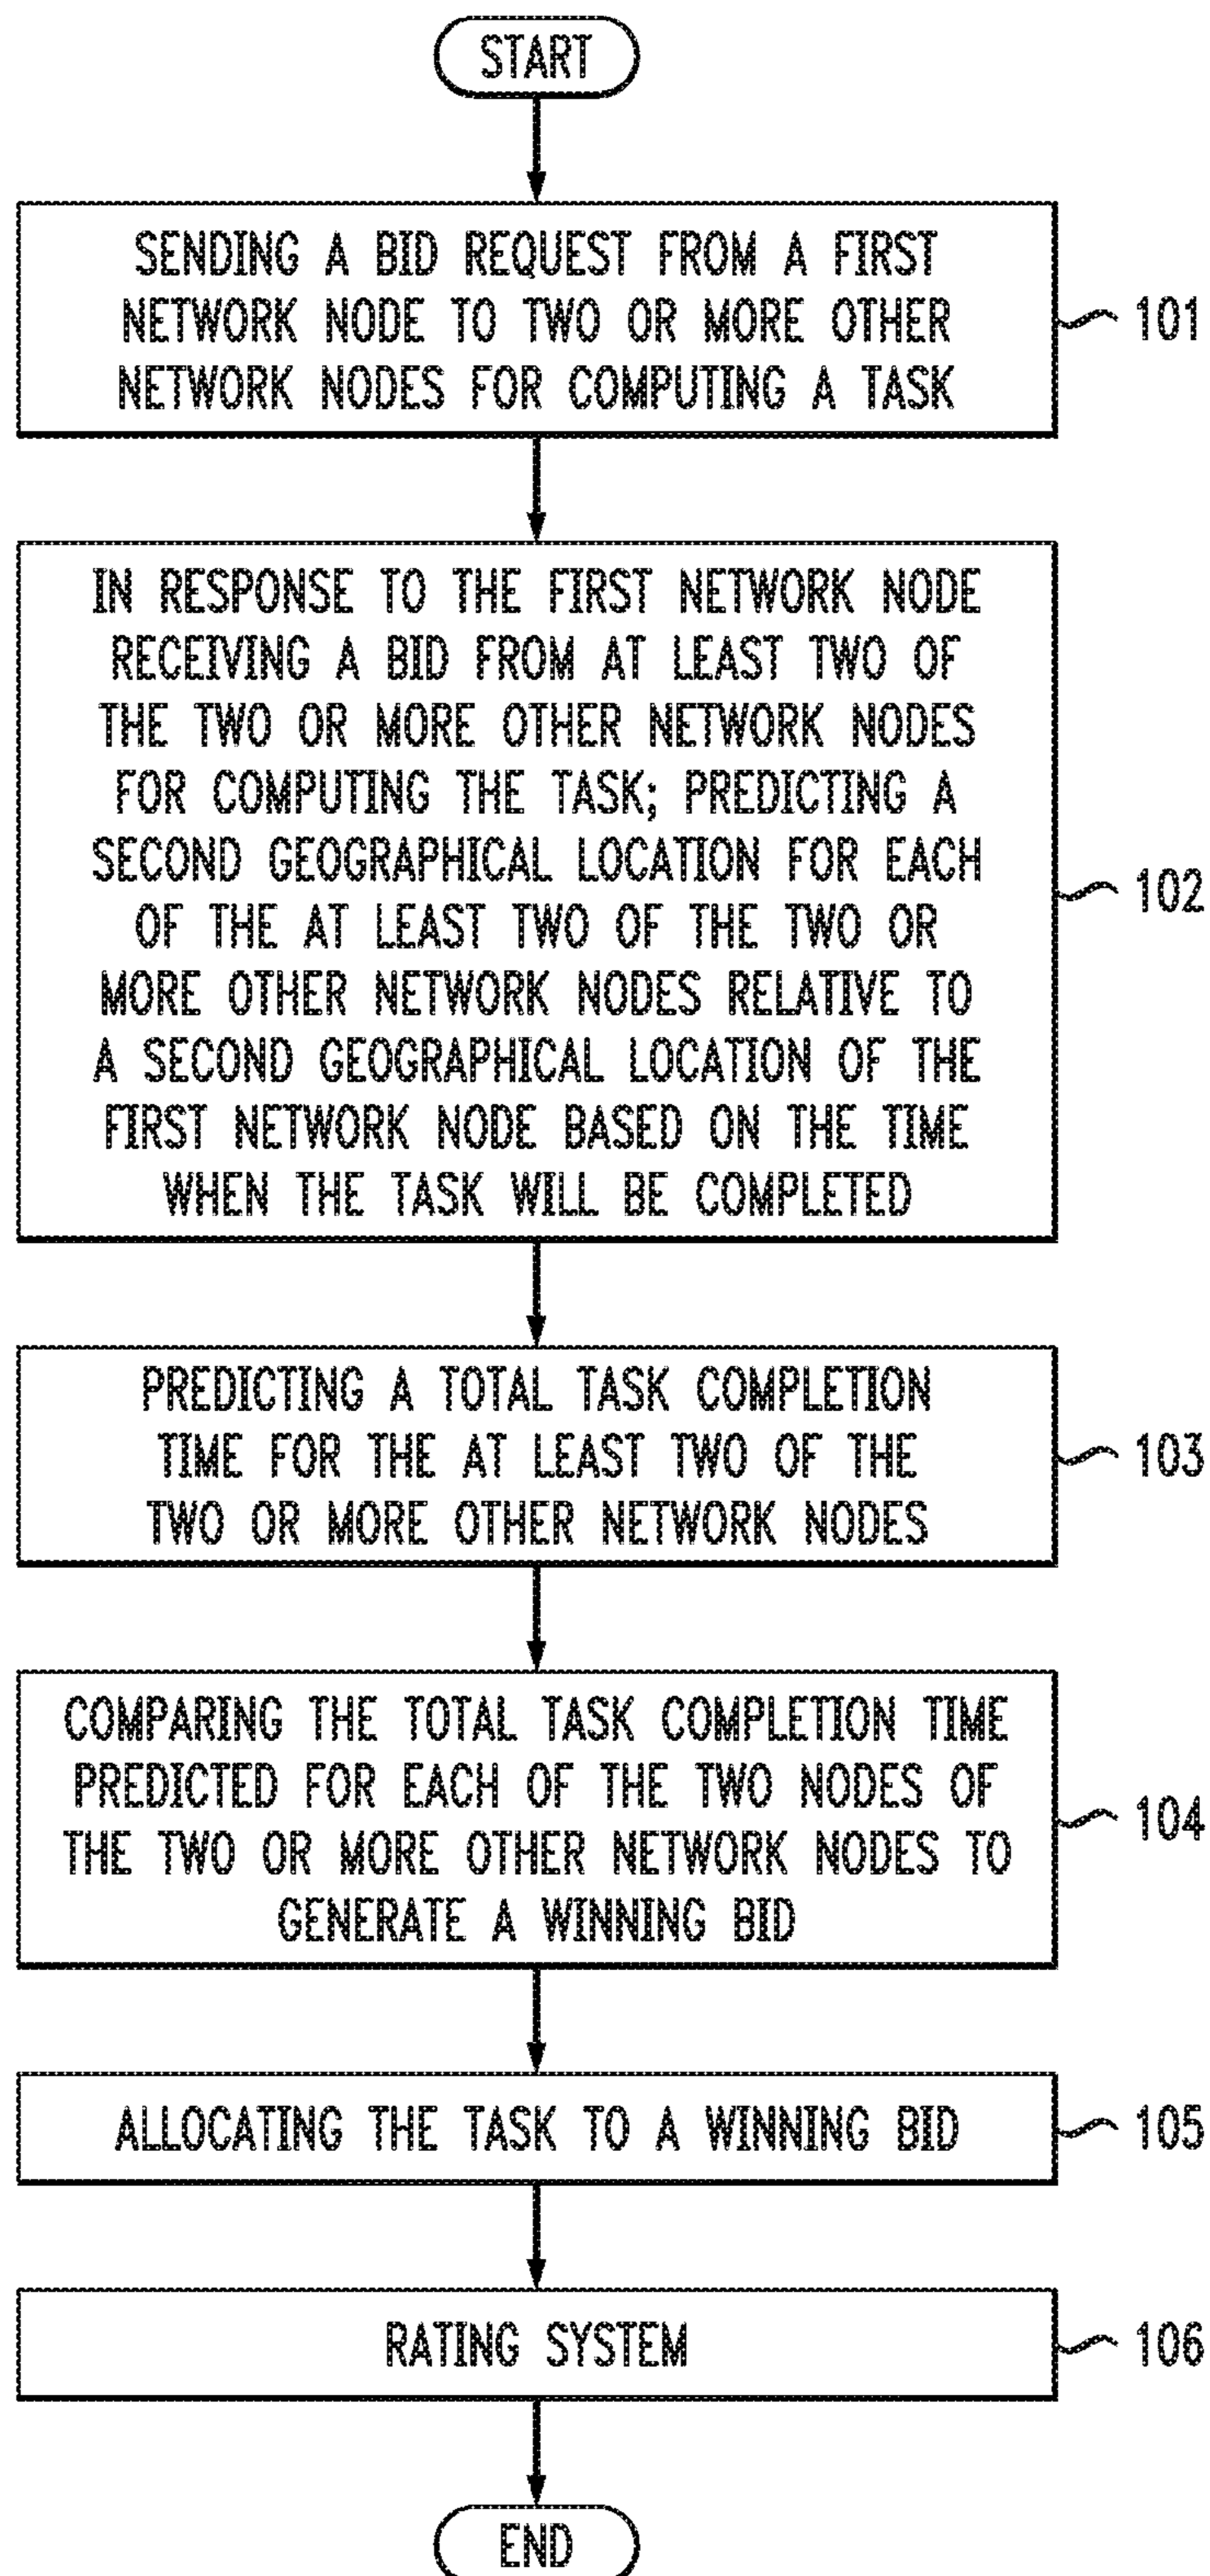 START
SENDING A BID REQUEST FROM A FIRST
NETWORK NODE TO TWO OR MORE OTHER
NETWORK NODES FOR COMPUTING A TASK
101
IN RESPONSE TO THE FIRST NETWORK NODE
RECEIVING A BID FROM AT LEAST TWO OF
THE TWO OR MORE OTHER NETWORK NODES
FOR COMPUTING THE TASK; PREDICTING A
SECOND GEOGRAPHICAL LOCATION FOR EACH
OF THE AT LEAST TWO OF THE TWO OR
MORE OTHER NETWORK NODES RELATIVE TO
A SECOND GEOGRAPHICAL LOCATION OF THE
FIRST NETWORK NODE BASED ON THE TIME
WHEN THE TASK WILL BE COMPLETED
102
PREDICTING A TOTAL TASK COMPLETION
TIME FOR THE AT LEAST TWO OF THE
TWO OR MORE OTHER NETWORK NODES
103
COMPARING THE TOTAL TASK COMPLETION TIME
PREDICTED FOR EACH OF THE TWO NODES OF
THE TWO OR MORE OTHER NETWORK NODES TO
GENERATE A WINNING BID
104
ALLOCATING THE TASK TO A WINNING BID
105
RATING SYSTEM
106
END